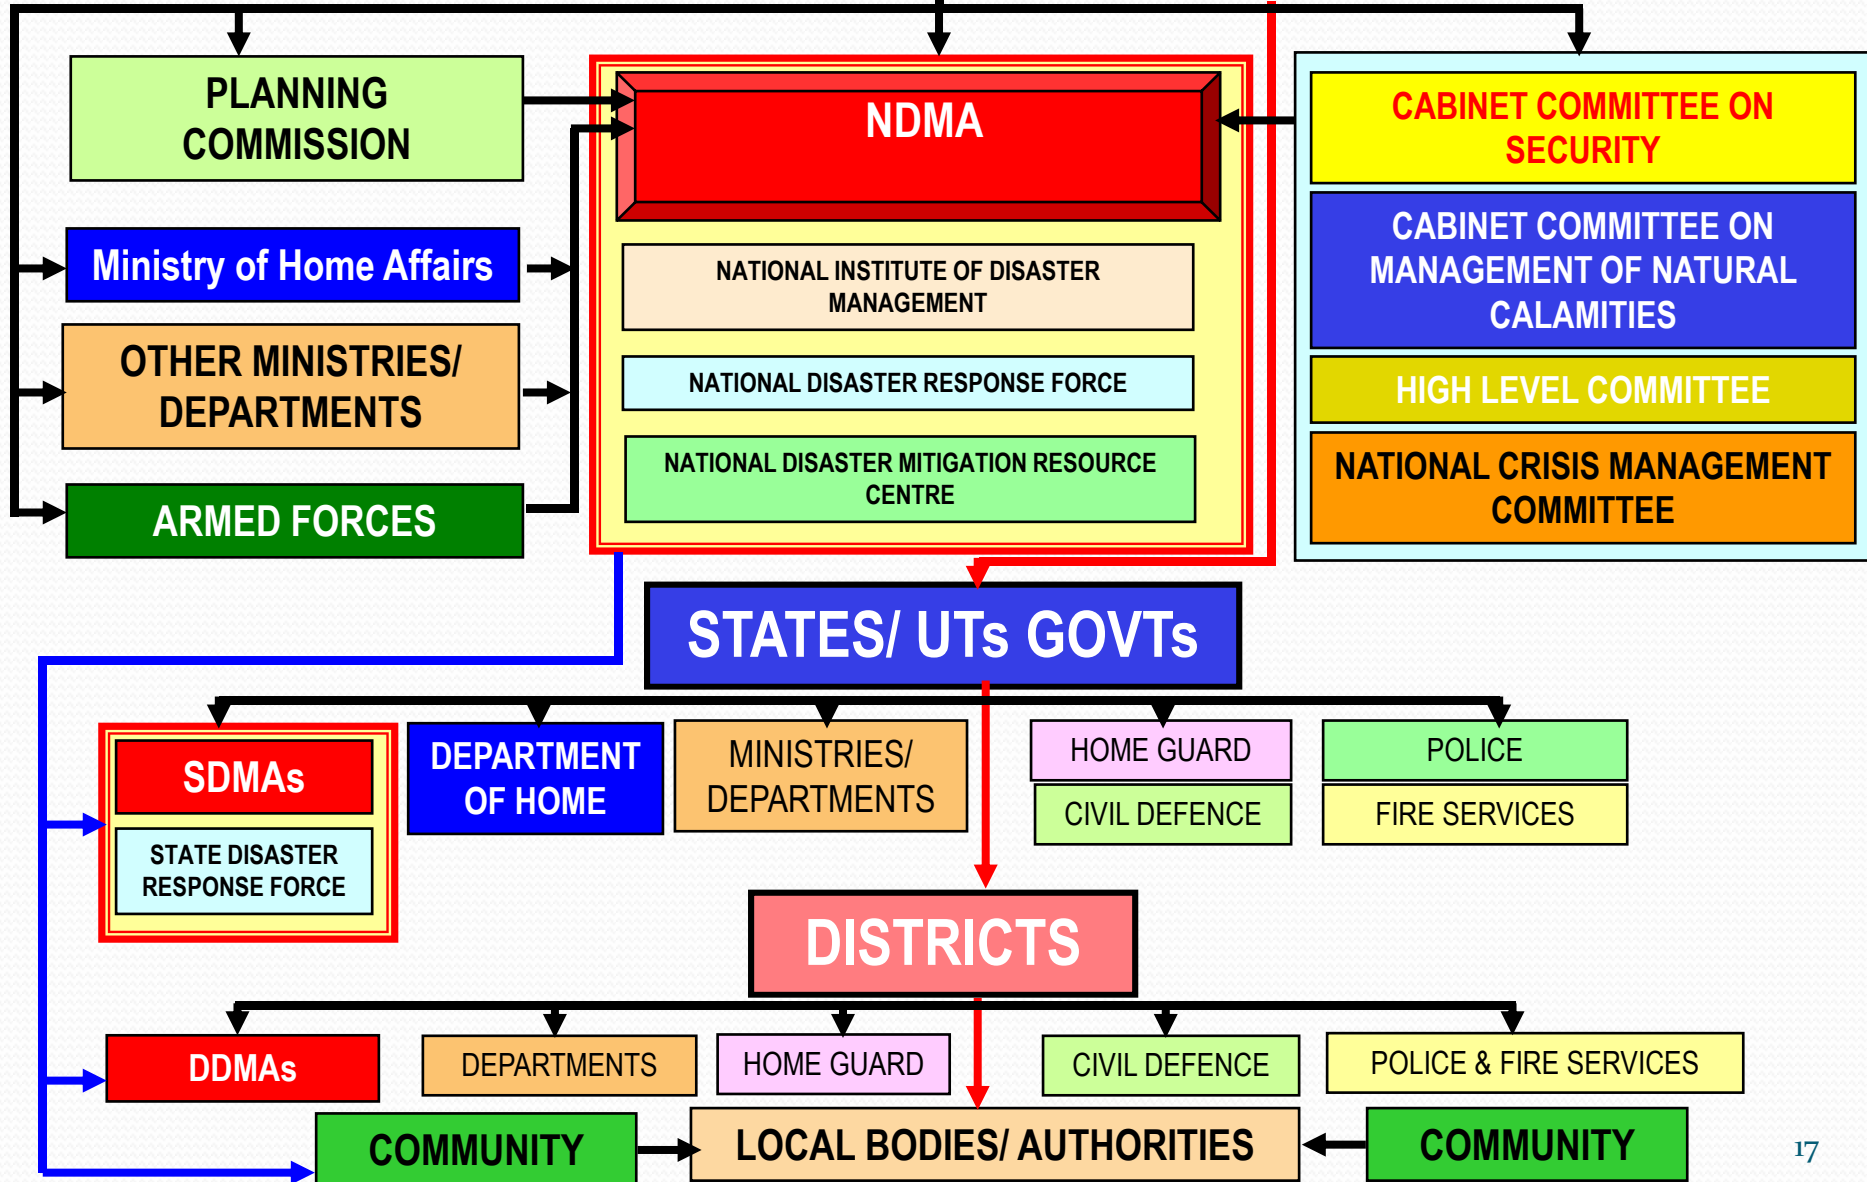 PLANNING
COMMISSION
NDMA
CABINET COMMITTEE ON
SECURITY
Ministry of Home Affairs
NATIONAL INSTITUTE OF DISASTER
MANAGEMENT
CABINET COMMITTEE ON
MANAGEMENT OF NATURAL
CALAMITIES
OTHER MINISTRIES/
DEPARTMENTS
NATIONAL DISASTER RESPONSE FORCE
HIGH LEVEL COMMITTEE
ARMED FORCES
NATIONAL DISASTER MITIGATION RESOURCE
CENTRE
NATIONAL CRISIS MANAGEMENT
COMMITTEE
STATES/ UTs GOVTs
SDMAs
STATE DISASTER
RESPONSE FORCE
DEPARTMENT
OF HOME
MINISTRIES/
DEPARTMENTS
HOME GUARD
CIVIL DEFENCE
POLICE
FIRE SERVICES
DISTRICTS
DDMAs
DEPARTMENTS
HOME GUARD
CIVIL DEFENCE
POLICE & FIRE SERVICES
COMMUNITY
LOCAL BODIES/ AUTHORITIES
COMMUNITY
17